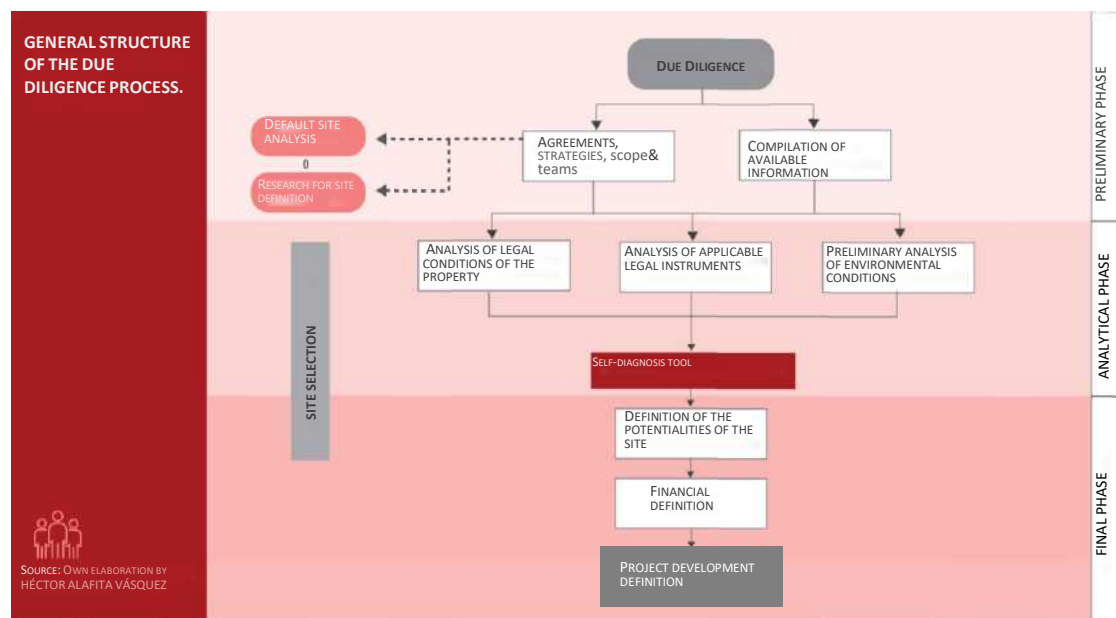 GENERAL STRUCTURE
OF THE DUE
DILIGENCE PROCESS.
DUE DILIGENCE
DEFAULT SITE
ANALYSIS
0
RESEARCH FOR SITE
DEFINITION
AGREEMENTS,
STRATEGIES, scope&
teams
COMPILATION OF
AVAILABLE
INFORMATION
PRELIMINARY PHASE
ANALYSIS OF LEGAL
CONDITIONS OF THE
PROPERTY
ANALYSIS OF APPLICABLE
LEGAL INSTRUMENTS
PRELIMINARY ANALYSIS
OF ENVIRONMENTAL
CONDITIONS
SITE SELECTION
SELF-DIAGNOSIS TOOL
ANALYTICAL PHASE
DEFINITION OF THE
POTENTIALITIES OF THE
SITE
FINANCIAL
DEFINITION
PROJECT DEVELOPMENT
DEFINITION
FINAL PHASE
SOURCE: OWN ELABORATION BY
HÉCTOR ALAFITA VÁSQUEZ